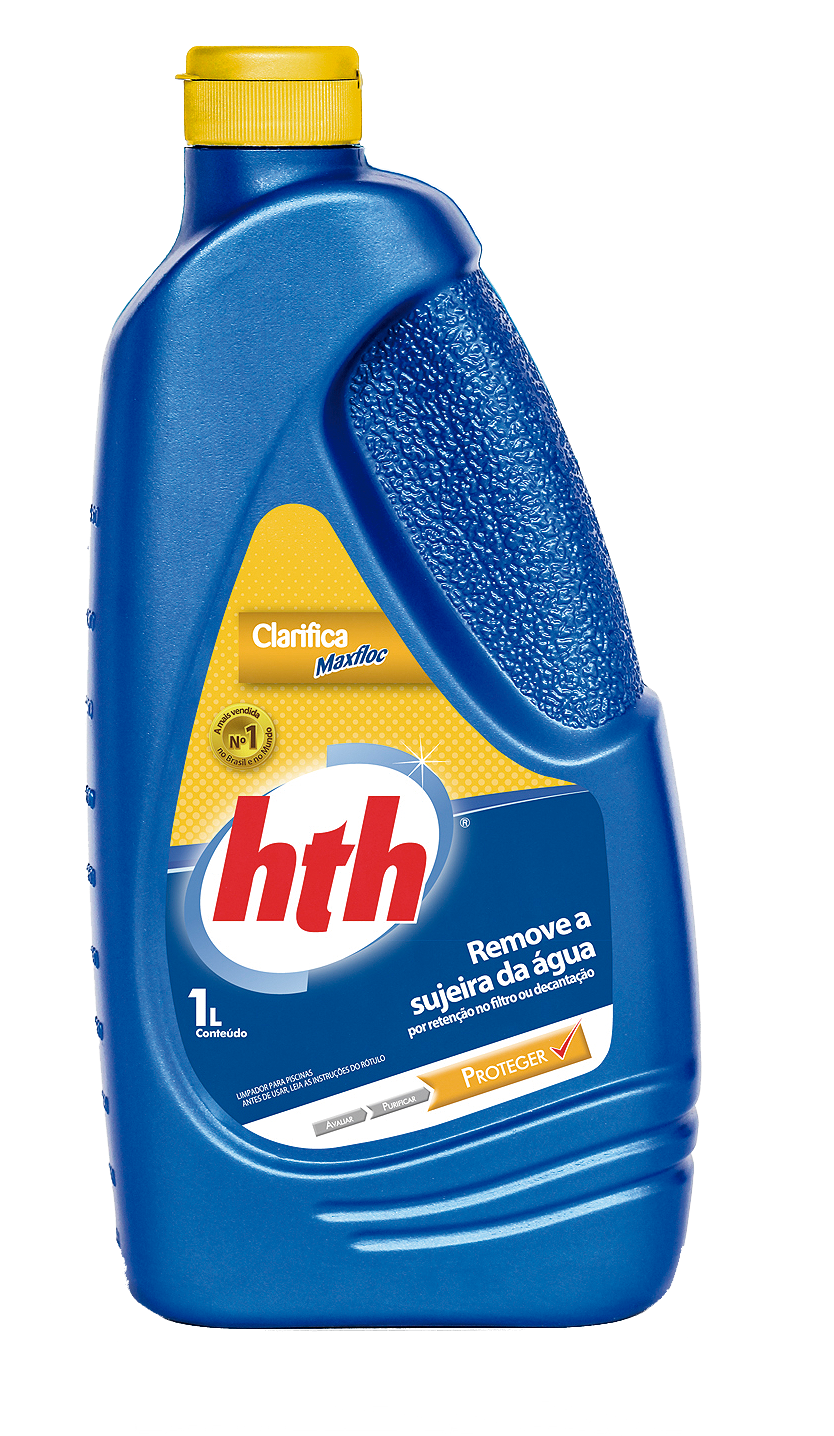 Clarifica
Maxfloc
A mais vendida
Nº1
no Brasil e no Mundo
hth®
Remove a
sujeira da água
por retenção no filtro ou decantação
1L
Conteúdo
LIMPADOR PARA PISCINAS
ANTES DE USAR, LEIA AS INSTRUÇÕES DO RÓTULO
AVALIAR
PURIFICAR
PROTEGER